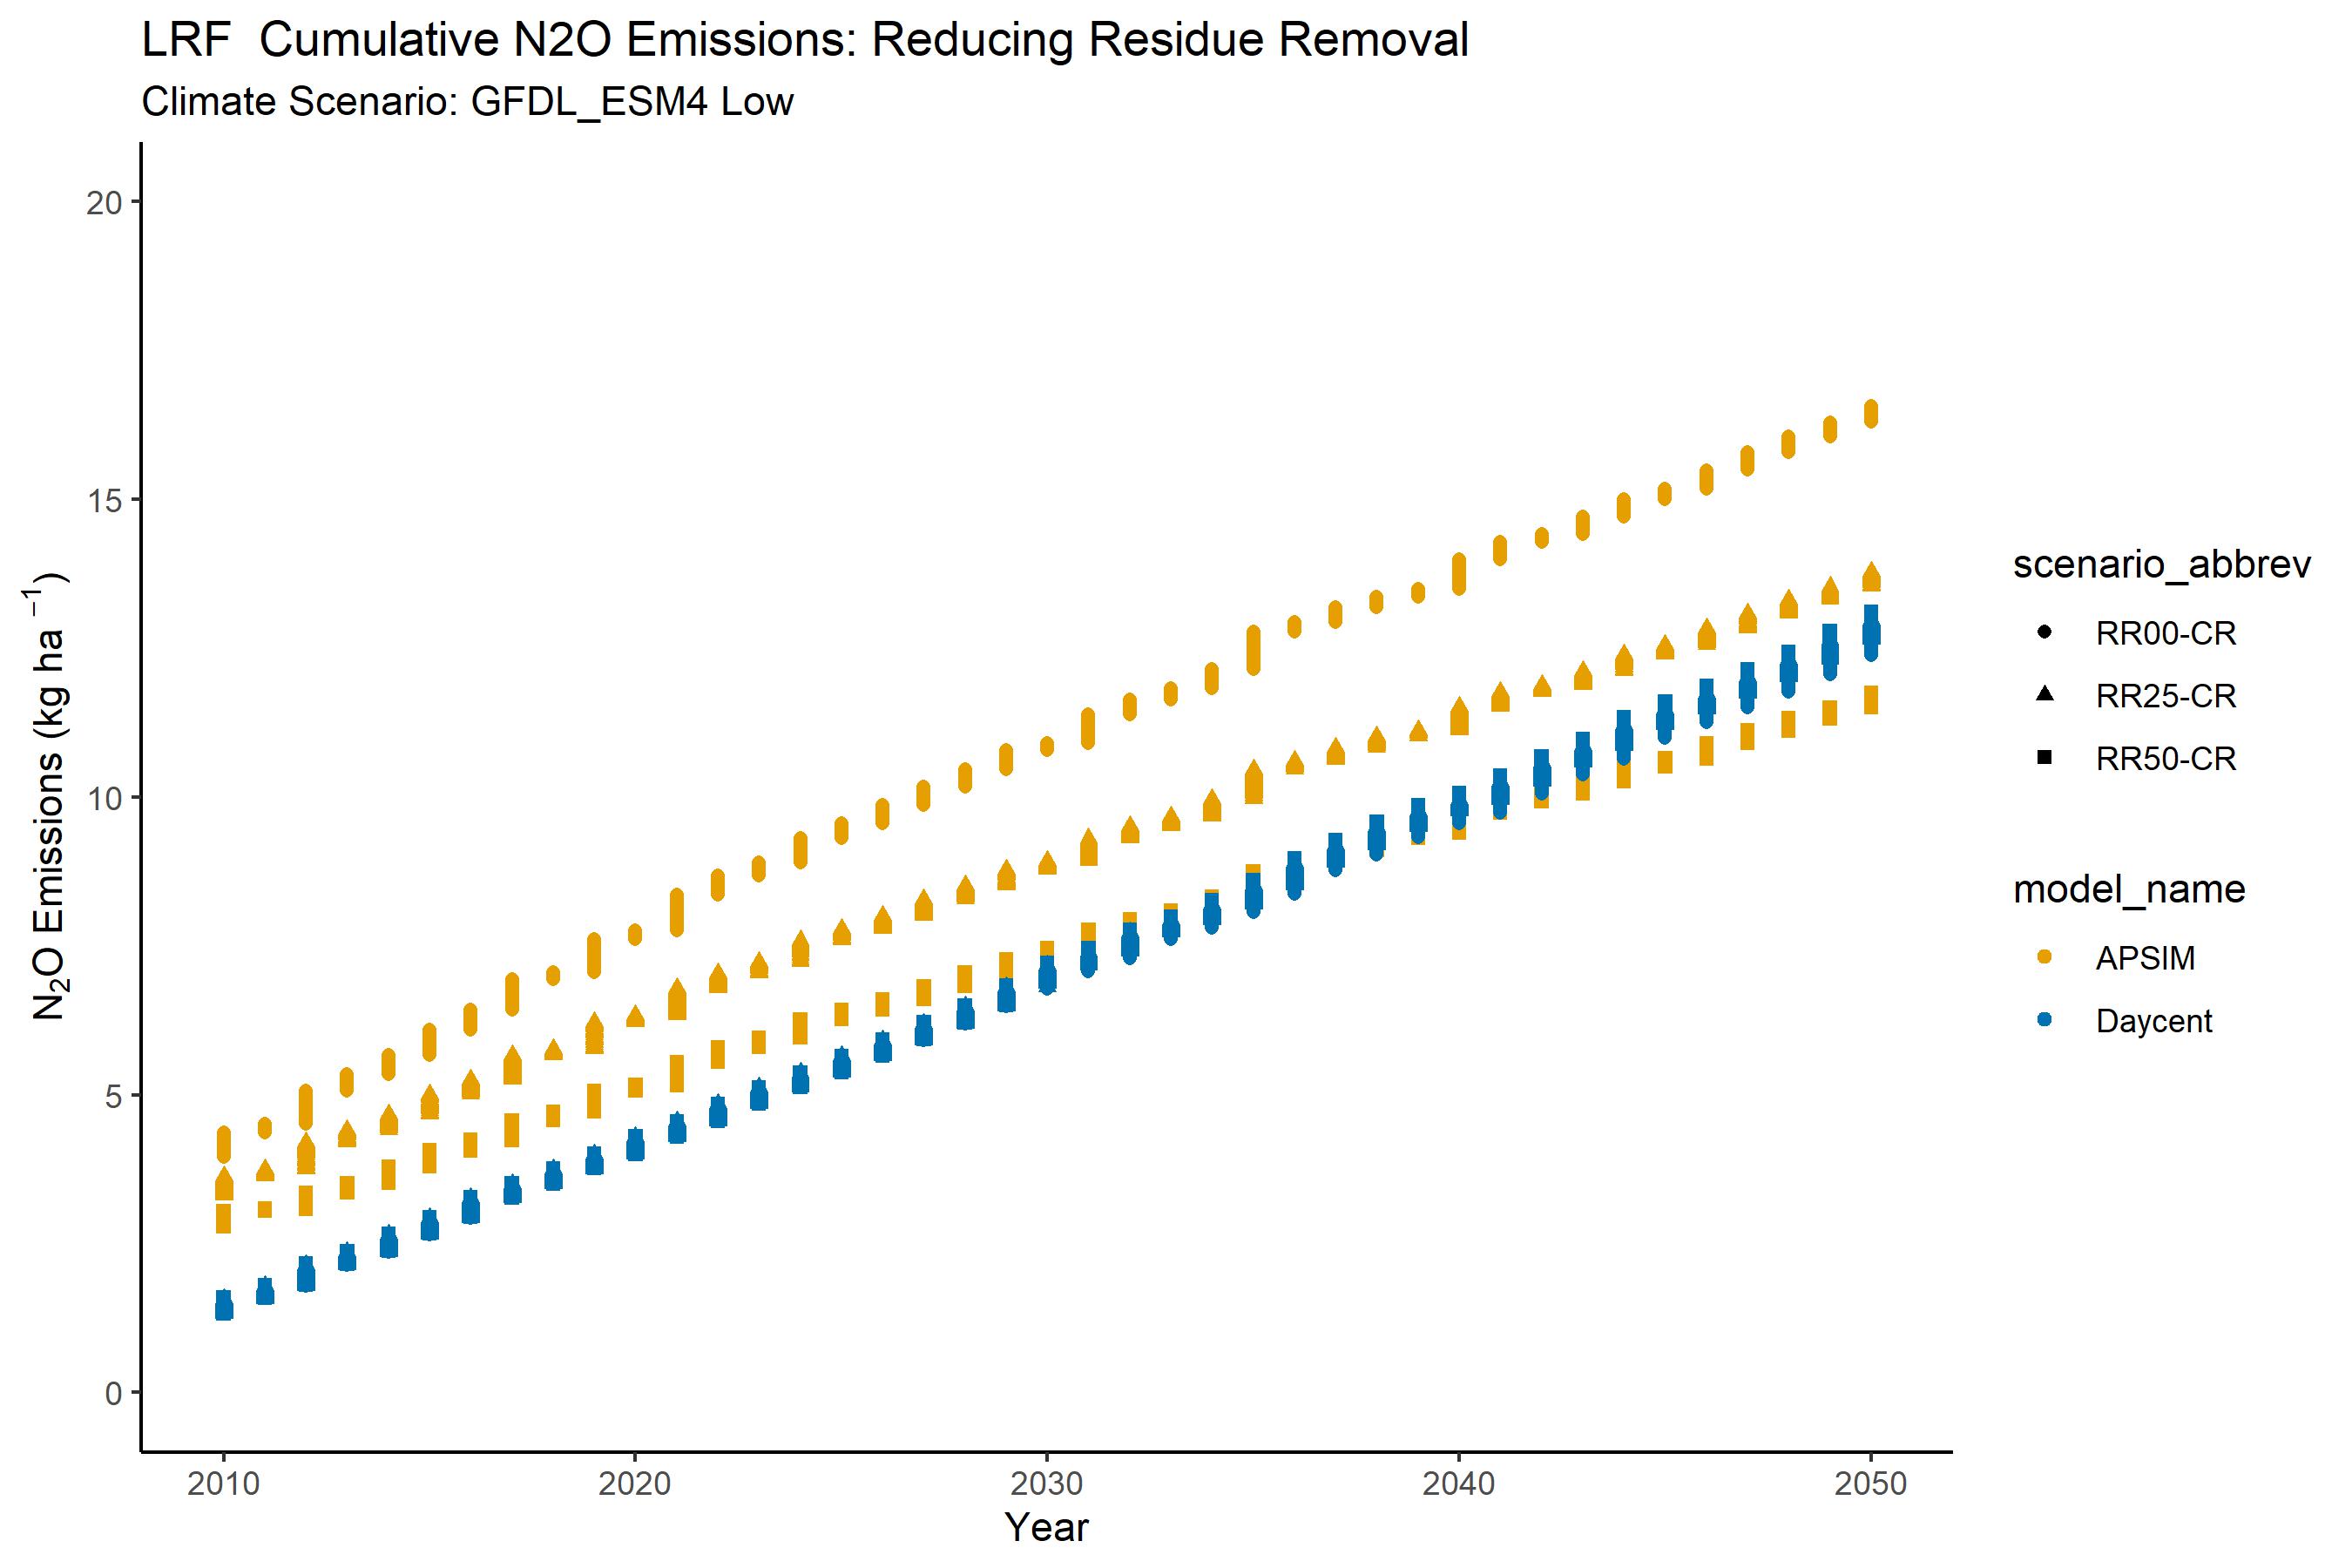 LRF  Cumulative N2O Emissions: Reducing Residue Removal
Climate Scenario: GFDL_ESM4 Low
N₂O Emissions (kg ha ⁻¹)
20
15
10
5
0
2010 2020 2030 2040 2050
Year
scenario_abbrev
RR00-CR
RR25-CR
RR50-CR
model_name
APSIM
Daycent